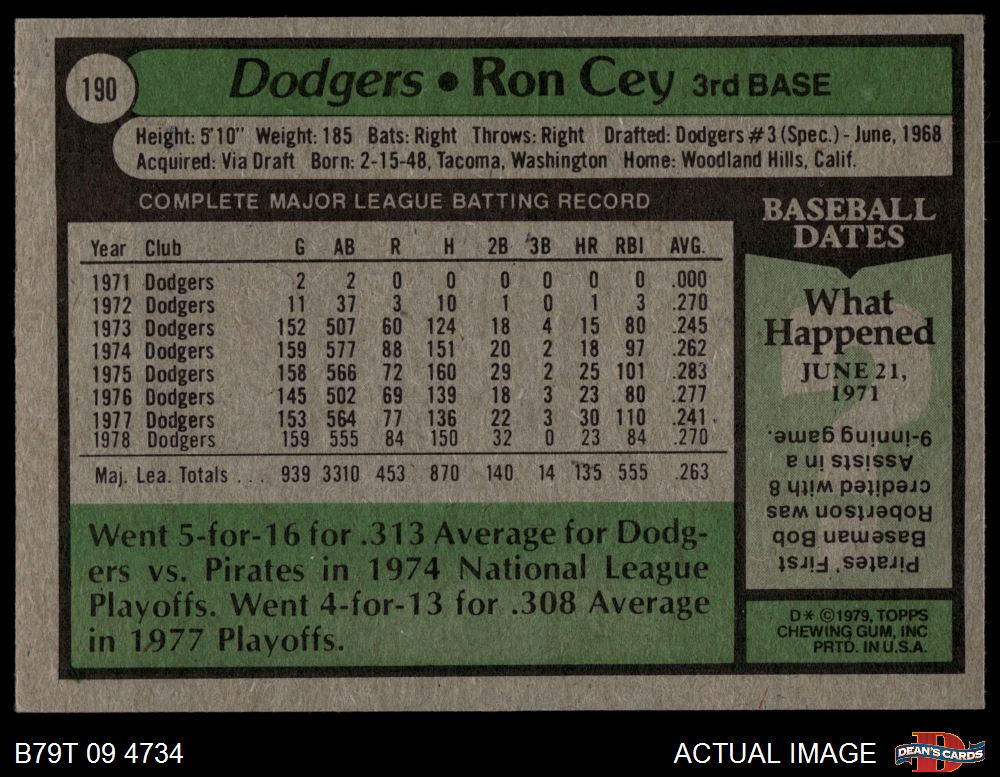 190
Dodgers • Ron Cey 3rd BASE
Height: 5'10" Weight: 185 Bats: Right Throws: Right Drafted: Dodgers #3 (Spec.) - June, 1968
Acquired: Via Draft Born: 2-15-48, Tacoma, Washington Home: Woodland Hills, Calif.
COMPLETE MAJOR LEAGUE BATTING RECORD
Year Club G AB R H 2B 3B HR RBI AVG.
1971 Dodgers 2 2 0 0 0 0 0 0 .000
1972 Dodgers 11 37 3 10 1 0 1 3 .270
1973 Dodgers 152 507 60 124 18 4 15 80 .245
1974 Dodgers 159 577 88 151 20 2 18 97 .262
1975 Dodgers 158 566 72 160 29 2 25 101 .283
1976 Dodgers 145 502 69 139 18 3 23 80 .277
1977 Dodgers 153 564 77 136 22 3 30 110 .241
1978 Dodgers 159 555 84 150 32 0 23 84 .270
Maj. Lea. Totals . . . 939 3310 453 870 140 14 135 555 .263
Went 5-for-16 for .313 Average for Dodg-
ers vs. Pirates in 1974 National League
Playoffs. Went 4-for-13 for .308 Average
in 1977 Playoffs.
BASEBALL
DATES
What
Happened
JUNE 21,
1971
Pirates' First
Baseman Bob
Robertson was
credited with 8
Assists in a
9-inning game.
D* ©1979, TOPPS
CHEWING GUM, INC
PRTD. IN U.S.A.
B79T 09 4734
ACTUAL IMAGE
DEAN'S CARDS